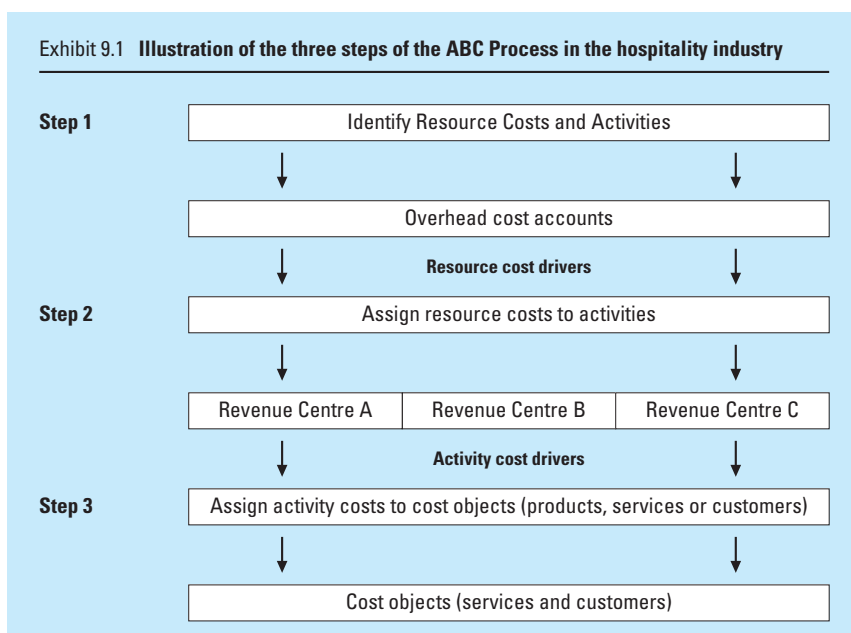 Exhibit 9.1 Illustration of the three steps of the ABC Process in the hospitality industry
Step 1
Identify Resource Costs and Activities
Overhead cost accounts
Resource cost drivers
Step 2
Assign resource costs to activities
Revenue Centre A
Revenue Centre B
Revenue Centre C
Activity cost drivers
Step 3
Assign activity costs to cost objects (products, services or customers)
Cost objects (services and customers)